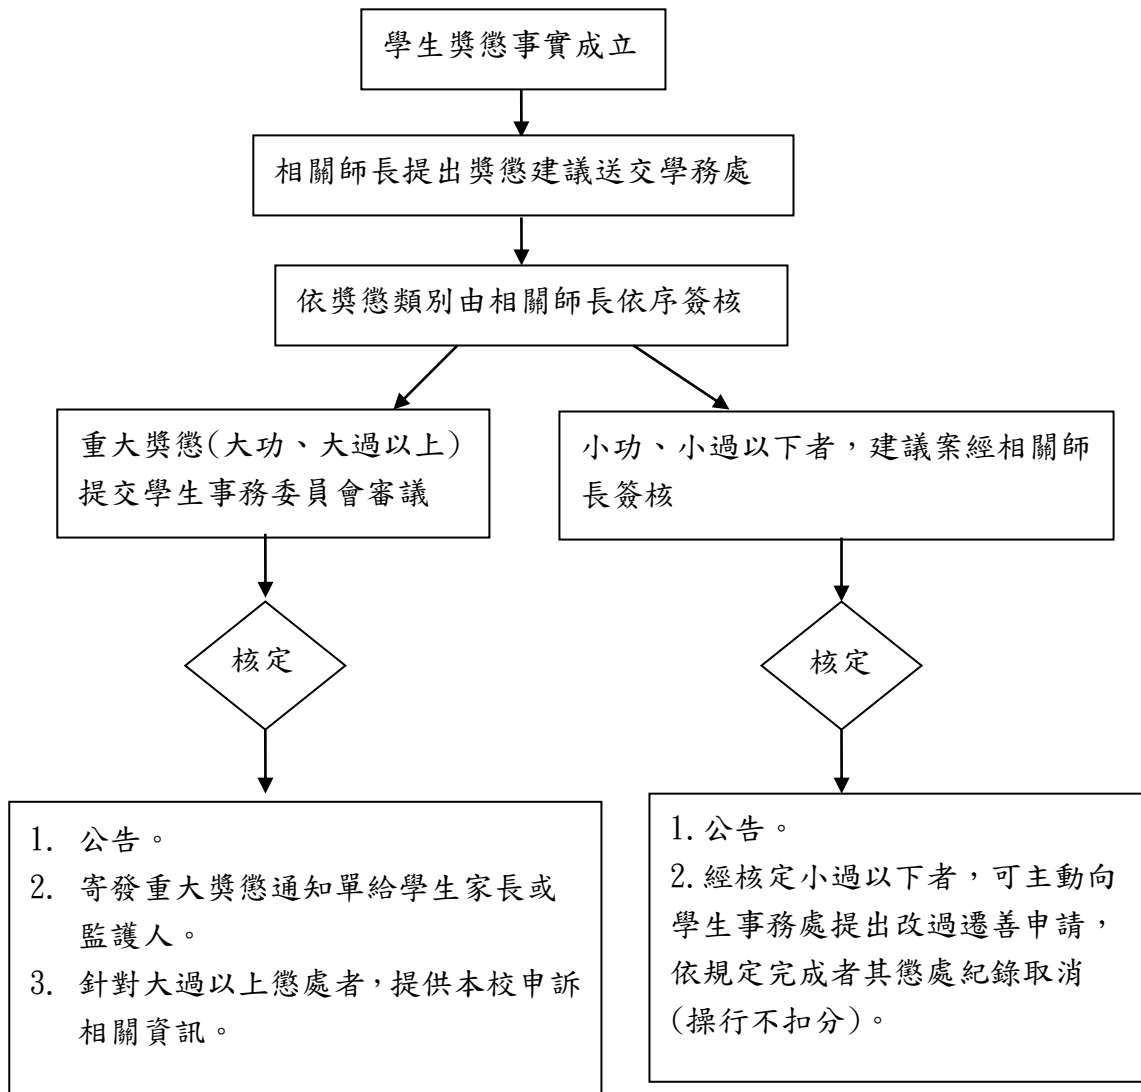 學生獎懲事實成立
相關師長提出獎懲建議送交學務處
依獎懲類別由相關師長依序簽核
重大獎懲(大功、大過以上)
提交學生事務委員會審議
小功、小過以下者，建議案經相關師
長簽核
核定
核定
1. 公告。
2. 寄發重大獎懲通知單給學生家長或
監護人。
3. 針對大過以上懲處者，提供本校申訴
相關資訊。
1.公告。
2.經核定小過以下者，可主動向
學生事務處提出改過遷善申請，
依規定完成者其懲處紀錄取消
(操行不扣分)。